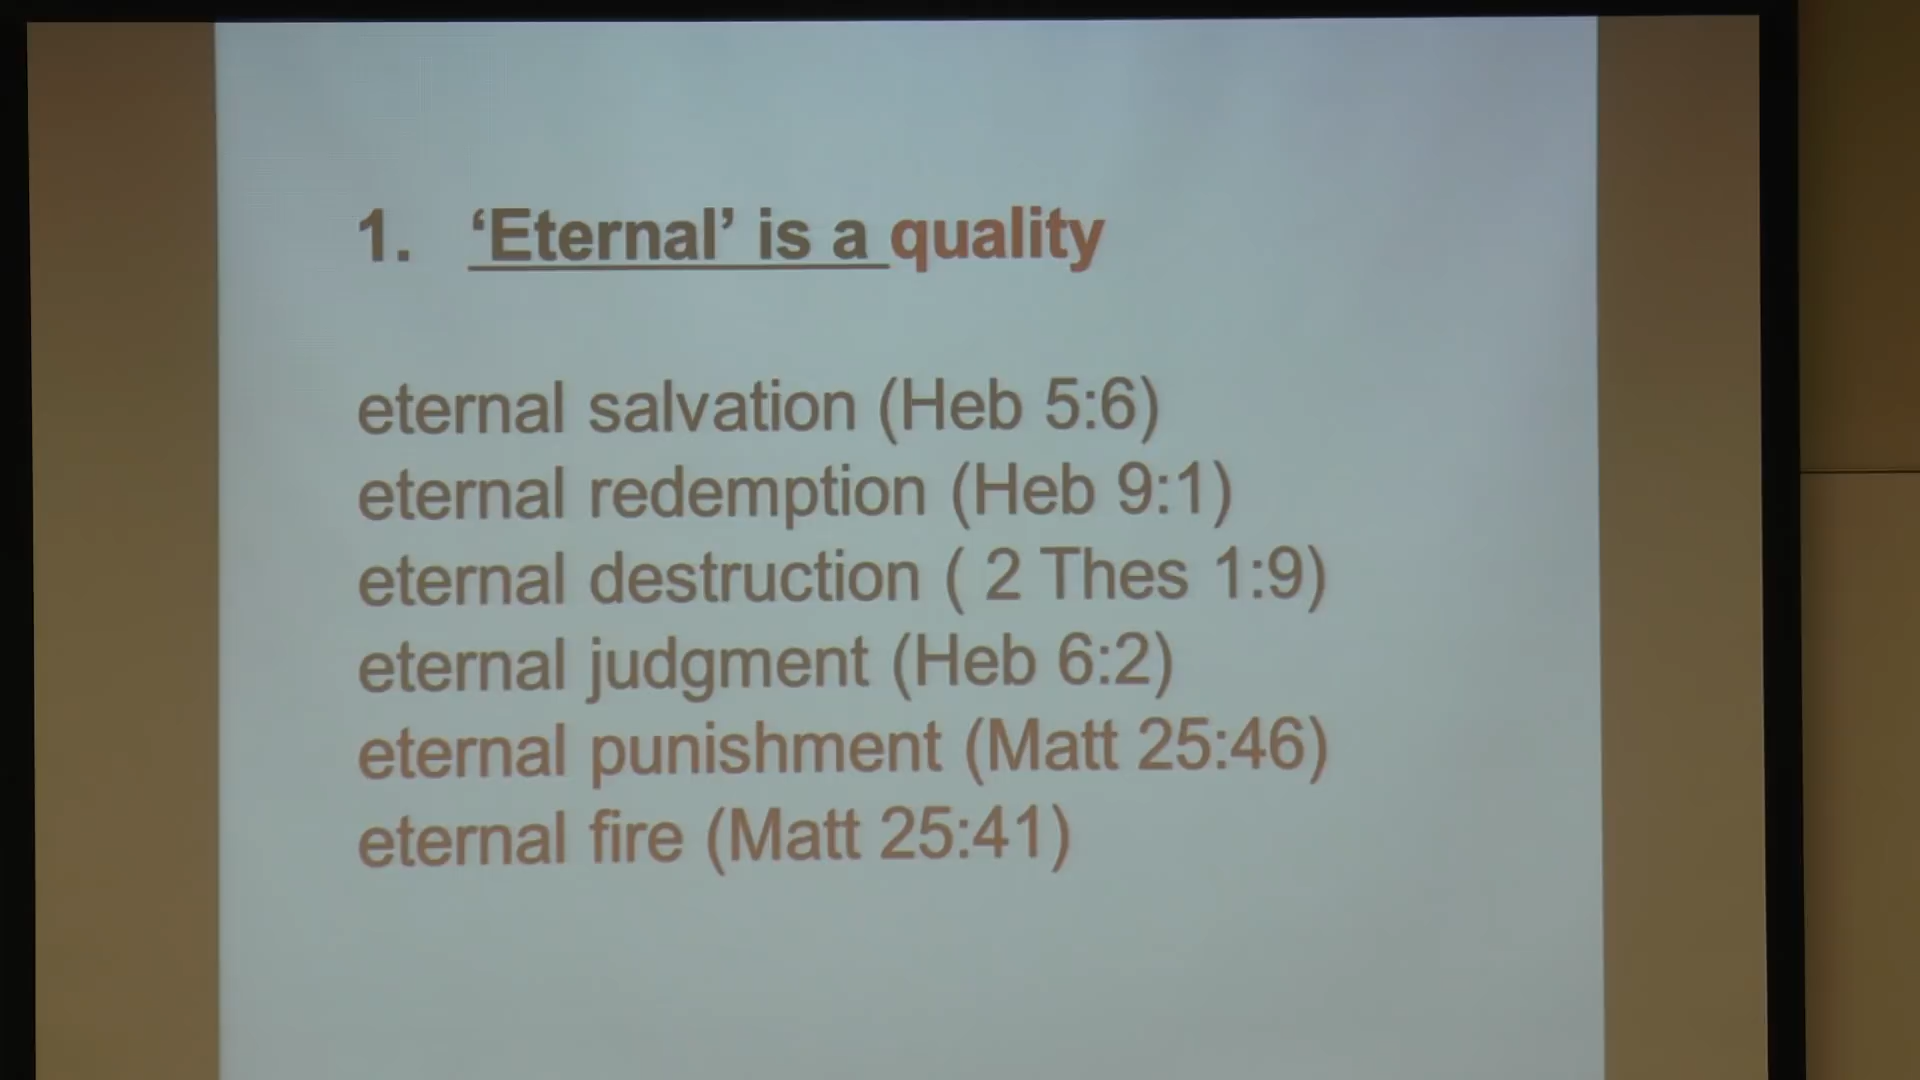 1. ‘Eternal’ is a quality
eternal salvation (Heb 5:6)
eternal redemption (Heb 9:1)
eternal destruction ( 2 Thes 1:9)
eternal judgment (Heb 6:2)
eternal punishment (Matt 25:46)
eternal fire (Matt 25:41)